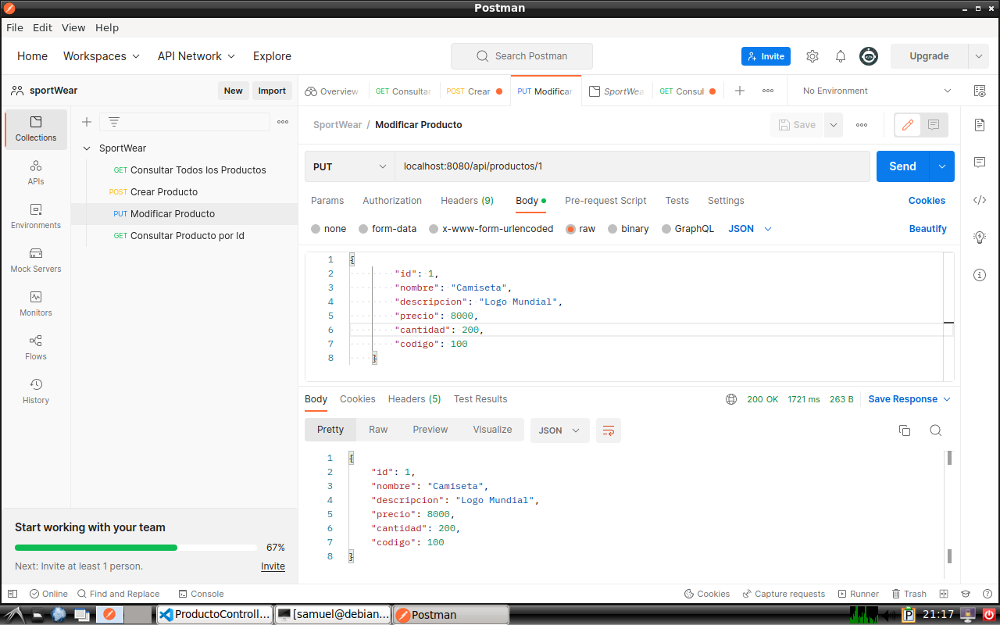 Postman
File Edit View Help
Home Workspaces API Network Explore Search Postman Invite Upgrade
sportWear New Import Overview GET Consultar POST Crear PUT Modificar SportWea GET Consul No Environment
Collections
APIs
Environments
Mock Servers
Monitors
Flows
History
SportWear
GET Consultar Todos los Productos
POST Crear Producto
PUT Modificar Producto
GET Consultar Producto por Id
Start working with your team
67%
Next: Invite at least 1 person. Invite
SportWear / Modificar Producto Save
PUT localhost:8080/api/productos/1 Send
Params Authorization Headers (9) Body Pre-request Script Tests Settings Cookies
none form-data x-www-form-urlencoded raw binary GraphQL JSON Beautify
1 {
2 "id": 1,
3 "nombre": "Camiseta",
4 "descripcion": "Logo Mundial",
5 "precio": 8000,
6 "cantidad": 200,
7 "codigo": 100
8 }
Body Cookies Headers (5) Test Results 200 OK 1721 ms 263 B Save Response
Pretty Raw Preview Visualize JSON
1 {
2 "id": 1,
3 "nombre": "Camiseta",
4 "descripcion": "Logo Mundial",
5 "precio": 8000,
6 "cantidad": 200,
7 "codigo": 100
8 }
Online Find and Replace Console Cookies Capture requests Runner Trash
ProductoControll... [samuel@debian... Postman 21:17